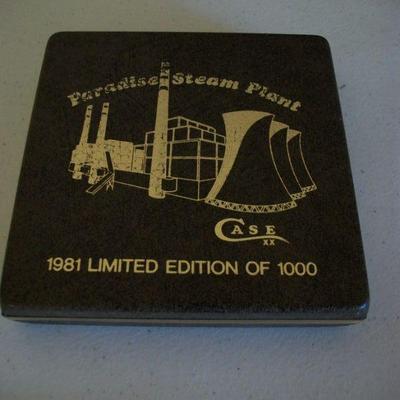 Paradise Steam Plant
CASE
XX
1981 LIMITED EDITION OF 1000